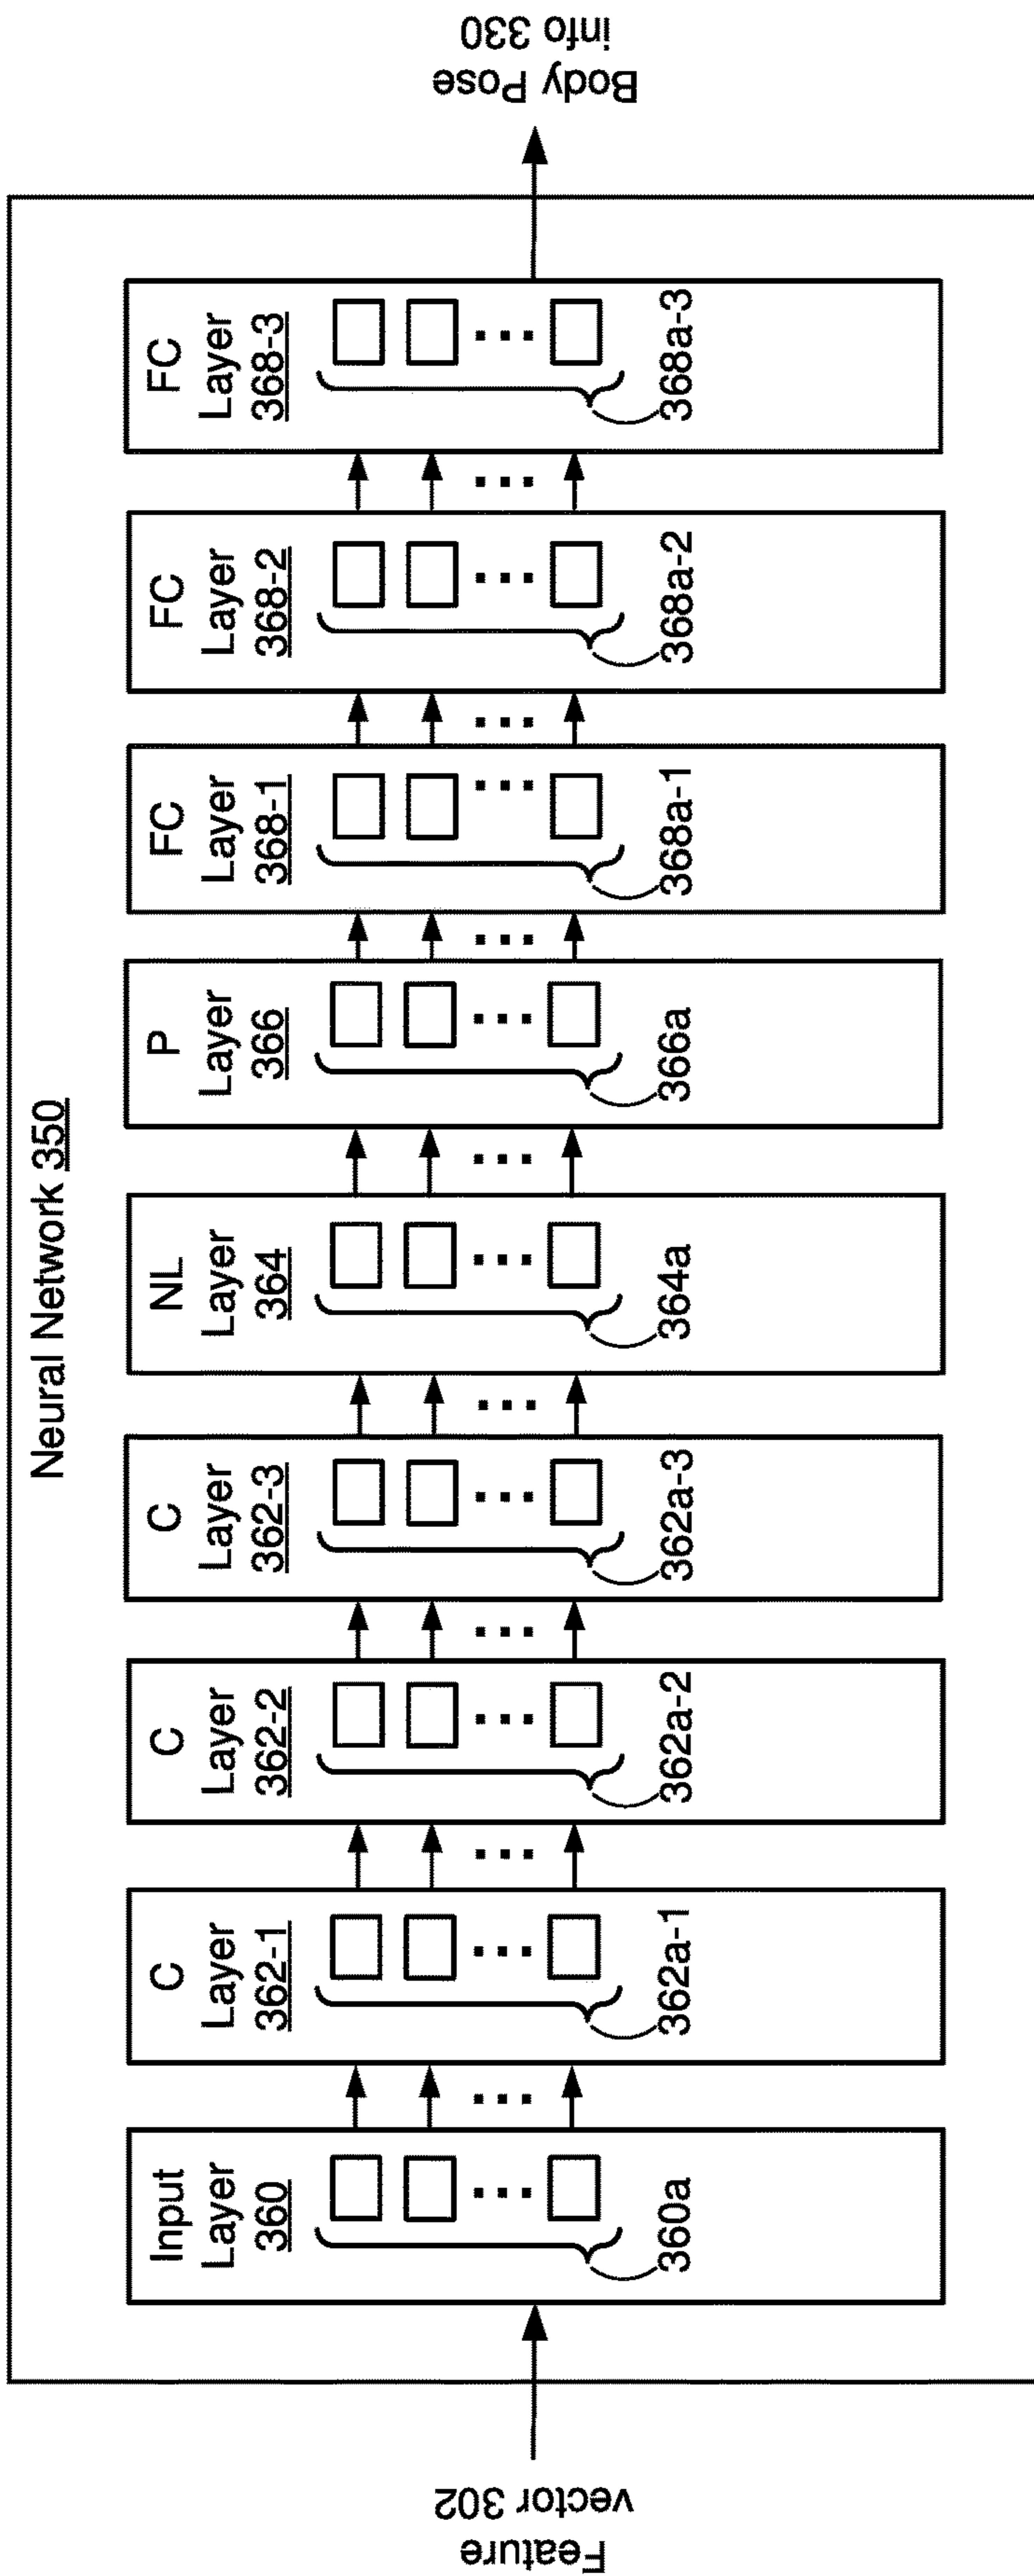 Neural Network 350
Feature
vector 302
Input
Layer
360
360a
C
Layer
362-1
362a-1
C
Layer
362-2
362a-2
C
Layer
362-3
362a-3
NL
Layer
364
364a
P
Layer
366
366a
FC
Layer
368-1
368a-1
FC
Layer
368-2
368a-2
FC
Layer
368-3
368a-3
Body Pose
info 330